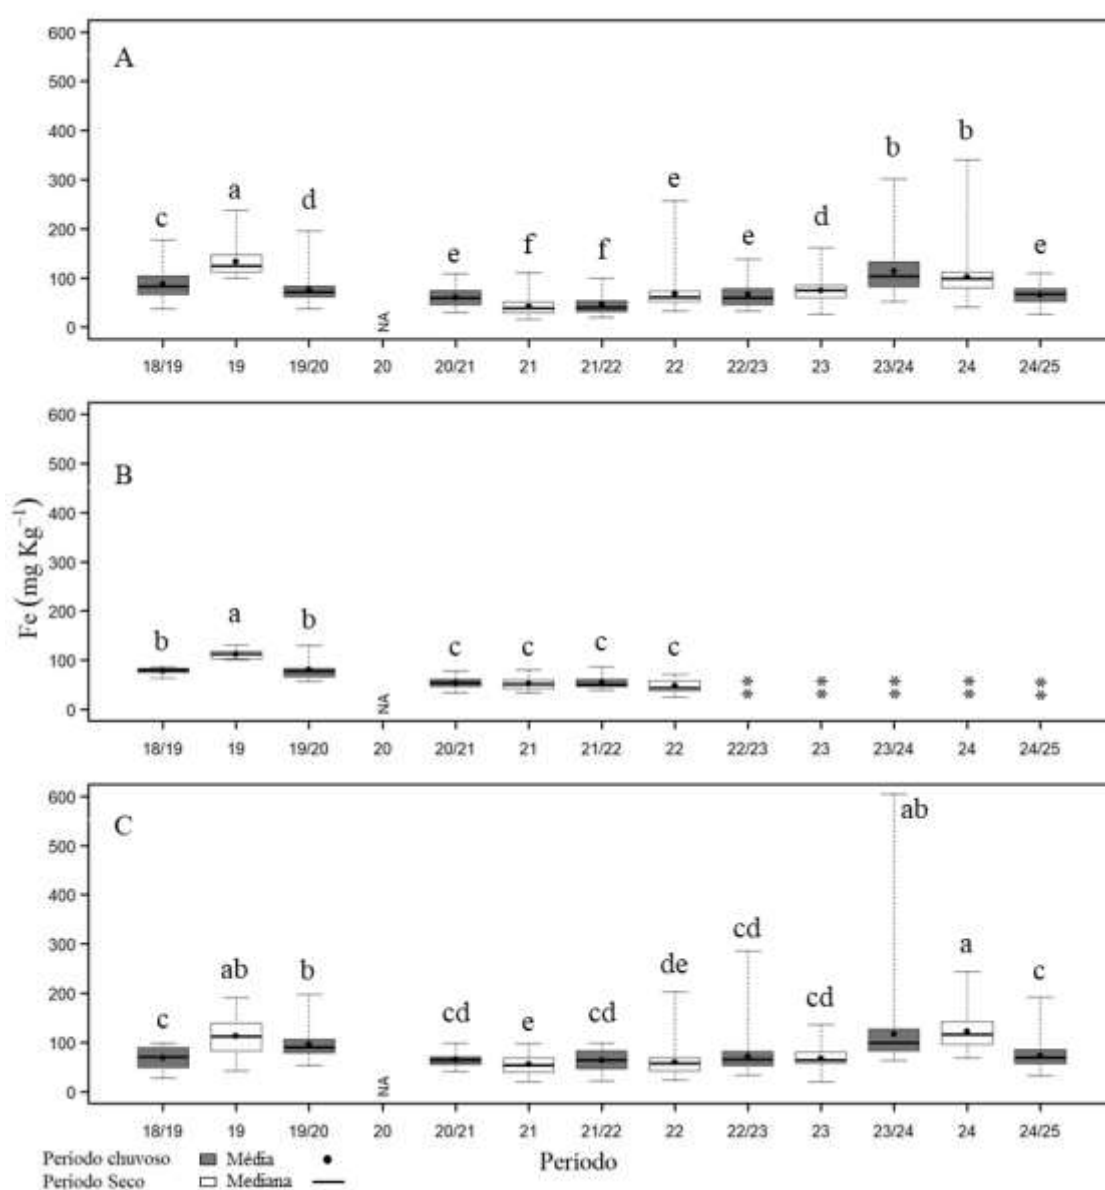 600
A
500
400
300
200
100
0
c
a
d
e
f
f
e
e
d
b
b
e
NA
18/19 19 19/20 20 20/21 21 21/22 22 22/23 23 23/24 24 24/25
Fe (mg Kg⁻¹)
600
B
500
400
300
200
100
0
b
a
b
c
c
c
c
NA
** ** ** ** **
18/19 19 19/20 20 20/21 21 21/22 22 22/23 23 23/24 24 24/25
600
C
500
400
300
200
100
0
c
ab
b
cd
e
cd
de
cd
cd
ab
a
c
NA
18/19 19 19/20 20 20/21 21 21/22 22 22/23 23 23/24 24 24/25
Periodo
Periodo chuvoso Média
Periodo Seco Mediana